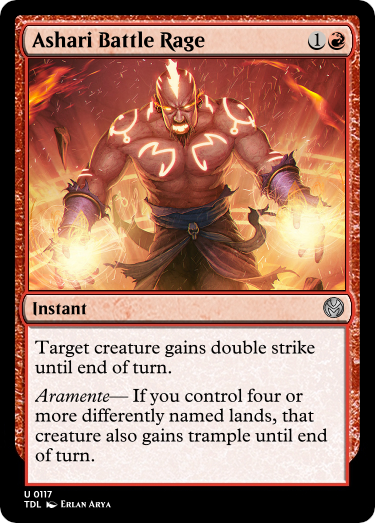 Ashari Battle Rage 1
Instant
Target creature gains double strike
until end of turn.
Aramente— If you control four or
more differently named lands, that
creature also gains trample until end
of turn.
U 0117
TDL Erlan Arya